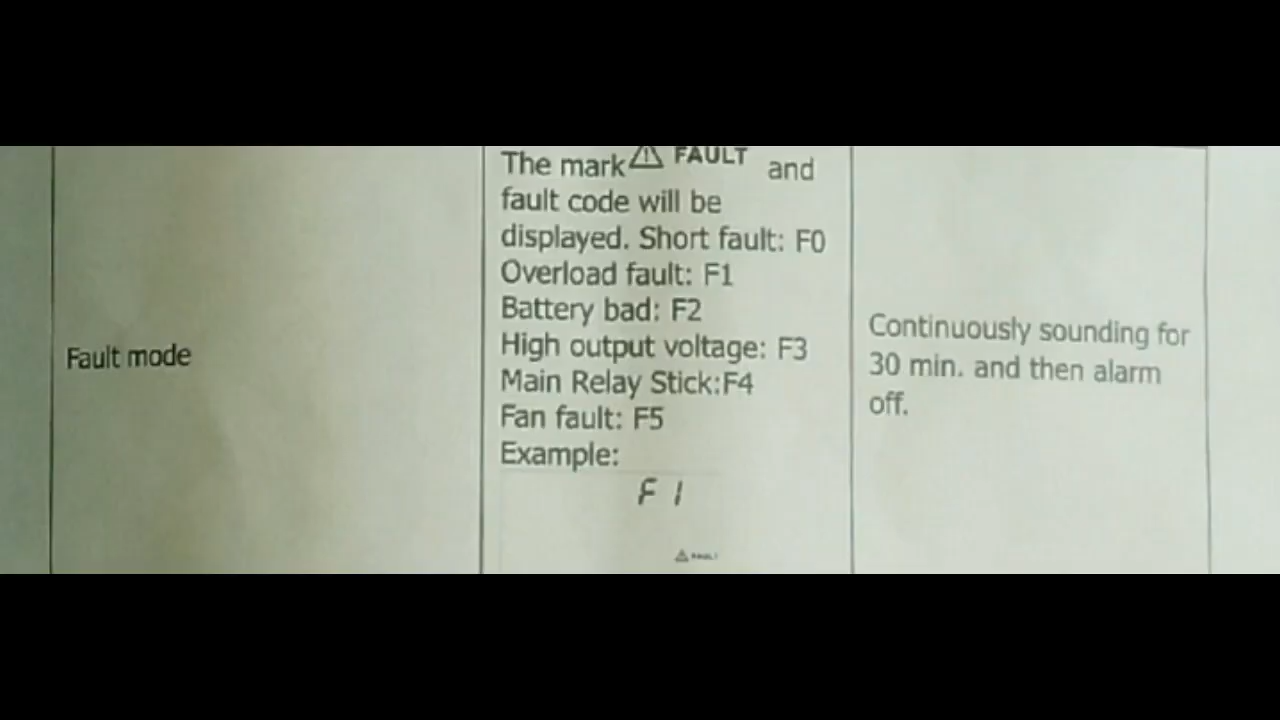 Fault mode
The mark ⚠ FAULT and
fault code will be
displayed. Short fault: F0
Overload fault: F1
Battery bad: F2
High output voltage: F3
Main Relay Stick:F4
Fan fault: F5
Example:
F 1
⚠ FAULT
Continuously sounding for
30 min. and then alarm
off.